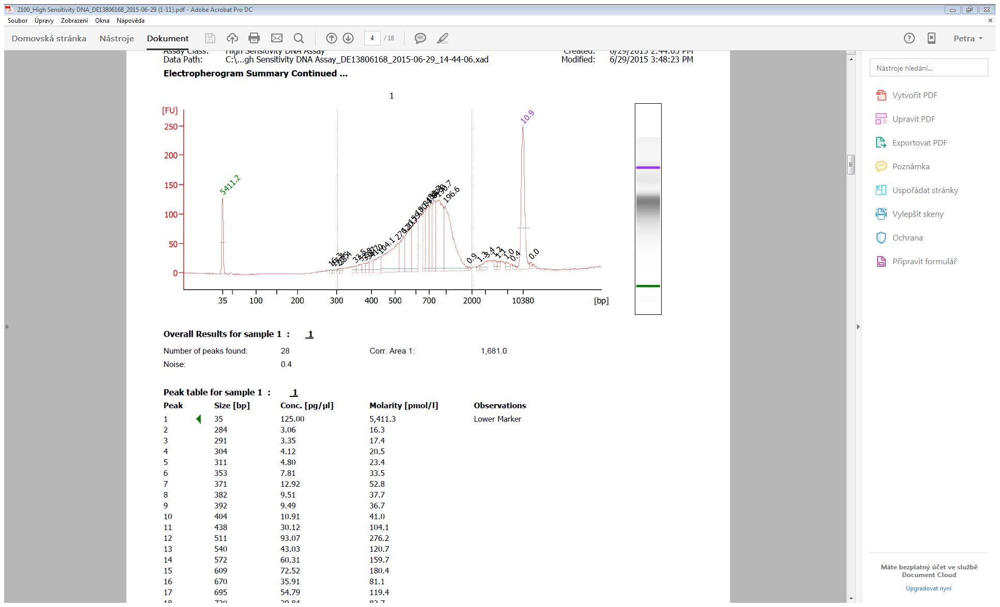 2100_High Sensitivity DNA_DE13806168_2015-06-29 (1-11).pdf - Adobe Acrobat Pro DC
Soubor Úpravy Zobrazení Okna Nápověda
Domovská stránka Nástroje Dokument 4 / 18 Petra
Assay Class: High Sensitivity DNA Assay Created: 6/29/2015 2:44:05 PM
Data Path: C:\...gh Sensitivity DNA Assay_DE13806168_2015-06-29_14-44-06.xad Modified: 6/29/2015 3:48:23 PM
Electropherogram Summary Continued ...
1
[FU]
250
200
150
100
50
0
5411.2
104.1
190.7
196.6
0.9
1.3
3.4
1.2
1.1
1.0
0.4
10.9
0.0
35 100 200 300 400 500 700 2000 10380 [bp]
Overall Results for sample 1 : 1
Number of peaks found: 28 Corr. Area 1: 1,681.0
Noise: 0.4
Peak table for sample 1 : 1
Peak Size [bp] Conc. [pg/µl] Molarity [pmol/l] Observations
1 35 125.00 5,411.3 Lower Marker
2 284 3.06 16.3
3 291 3.35 17.4
4 304 4.12 20.5
5 311 4.80 23.4
6 353 7.81 33.5
7 371 12.92 52.8
8 382 9.51 37.7
9 392 9.49 36.7
10 404 10.91 41.0
11 438 30.12 104.1
12 511 93.07 276.2
13 540 43.03 120.7
14 572 60.31 159.7
15 609 72.52 180.4
16 670 35.91 81.1
17 695 54.79 119.4
18 720 39.84 82.7
Nástroje hledání...
Vytvořit PDF
Upravit PDF
Exportovat PDF
Poznámka
Uspořádat stránky
Vylepšit skeny
Ochrana
Připravit formulář
Máte bezplatný účet ve službě
Document Cloud
Upgradovat nyní